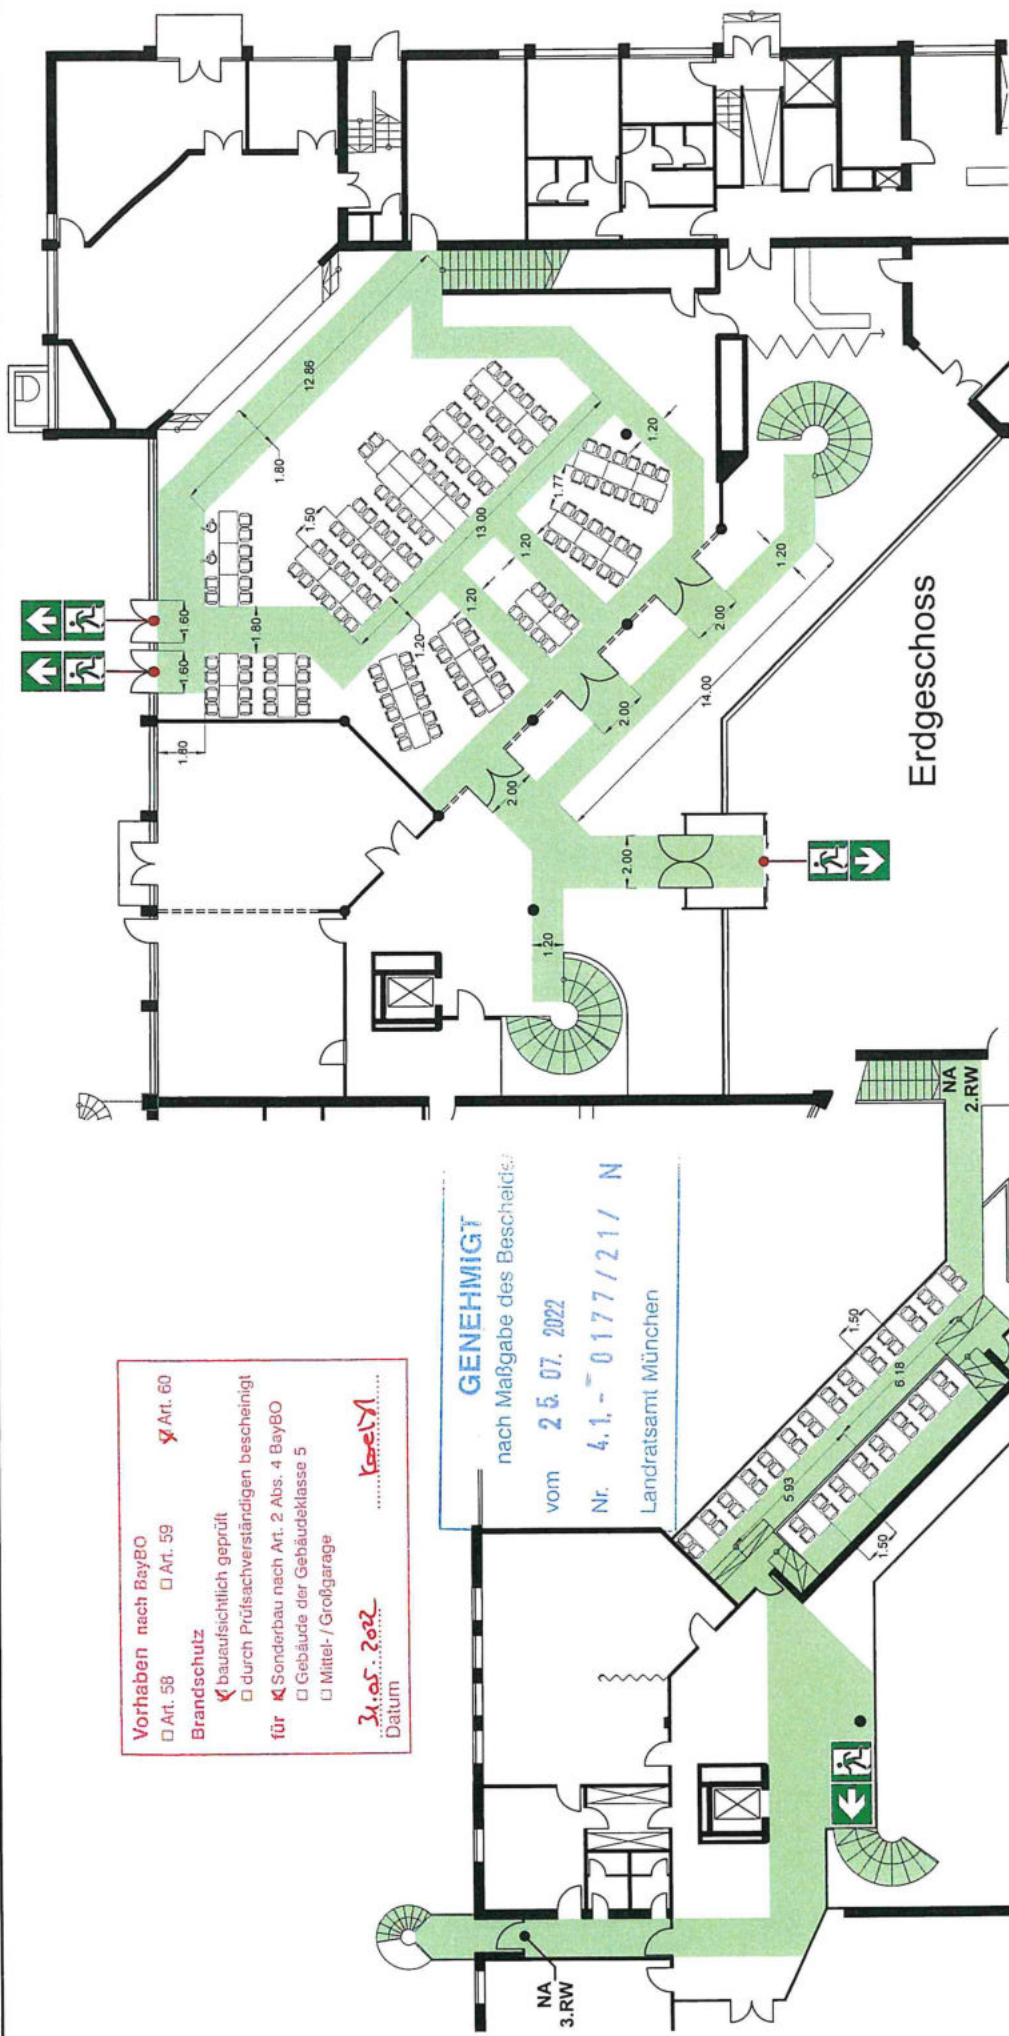 Vorhaben nach BayBO
☐ Art. 58 ☐ Art. 59 ☒ Art. 60
Brandschutz
☒ bauaufsichtlich geprüft
☐ durch Prüfsachverständigen bescheinigt
für ☒ Sonderbau nach Art. 2 Abs. 4 BayBO
☐ Gebäude der Gebäudeklasse 5
☐ Mittel- / Großgarage
31.05.2022
Datum
GENEHMIGT
nach Maßgabe des Bescheides
vom 25. 07. 2022
Nr. 4.1.- 0177/21/ N
Landratsamt München
Erdgeschoss
1.60
1.60
1.80
1.80
1.80
12.86
1.50
13.00
1.20
1.77
1.20
1.20
1.20
2.00
2.00
2.00
14.00
1.20
2.00
1.20
NA
2.RW
1.50
6.18
5.93
1.50
NA
3.RW